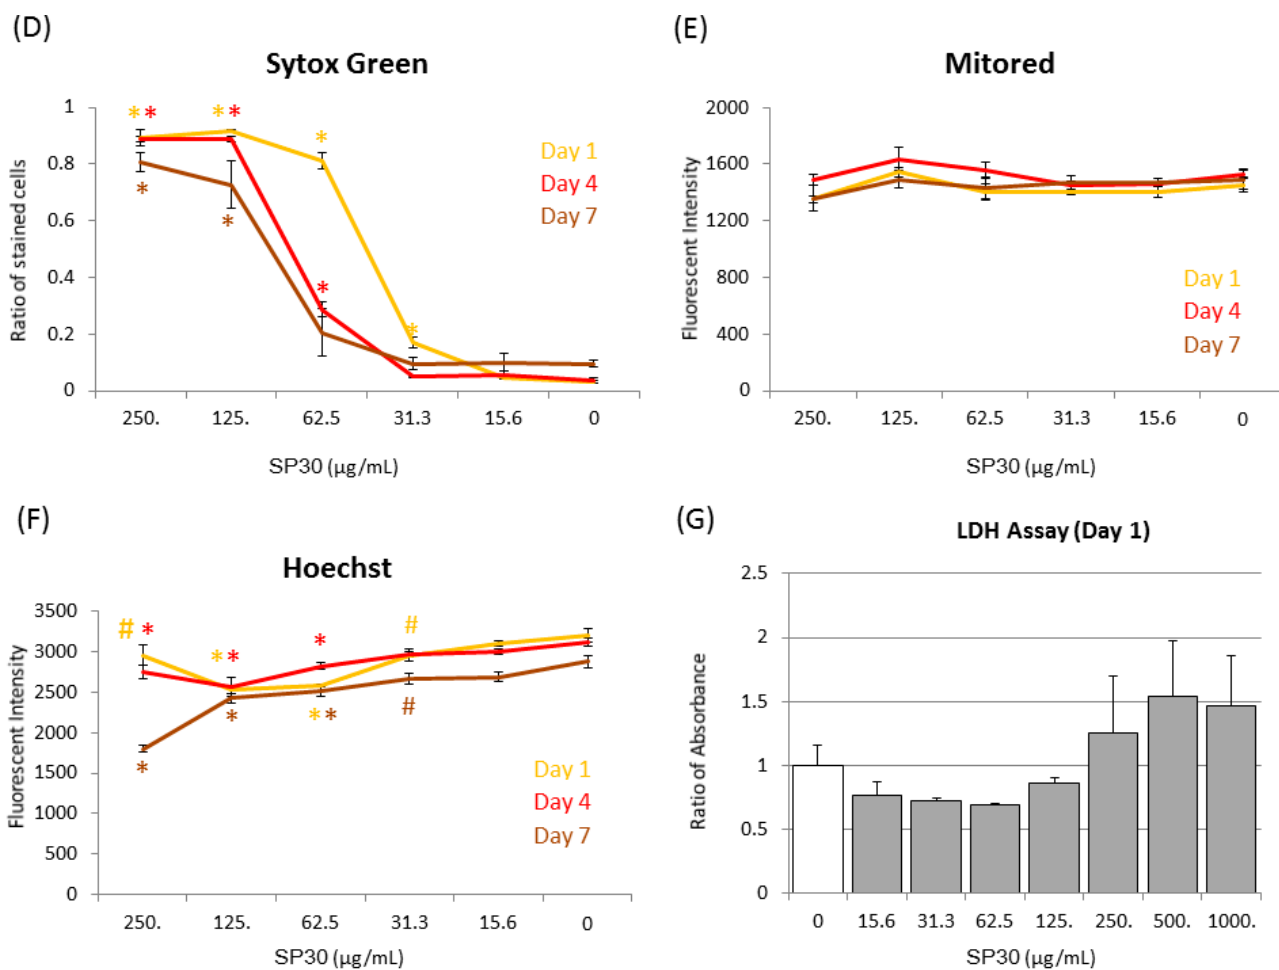 (D)
Sytox Green
1
0.8
0.6
0.4
0.2
0
Ratio of stained cells
* *
* *
*
*
*
*
*
Day 1
Day 4
Day 7
250. 125. 62.5 31.3 15.6 0
SP30 (µg/mL)
(E)
Mitored
2000
1600
1200
800
400
0
Fluorescent Intensity
Day 1
Day 4
Day 7
250. 125. 62.5 31.3 15.6 0
SP30 (µg/mL)
(F)
Hoechst
3500
3000
2500
2000
1500
1000
500
0
Fluorescent Intensity
# *
* *
*
#
*
* *
#
*
Day 1
Day 4
Day 7
250. 125. 62.5 31.3 15.6 0
SP30 (µg/mL)
(G)
LDH Assay (Day 1)
2.5
2
1.5
1
0.5
0
Ratio of Absorbance
0 15.6 31.3 62.5 125. 250. 500. 1000.
SP30 (µg/mL)